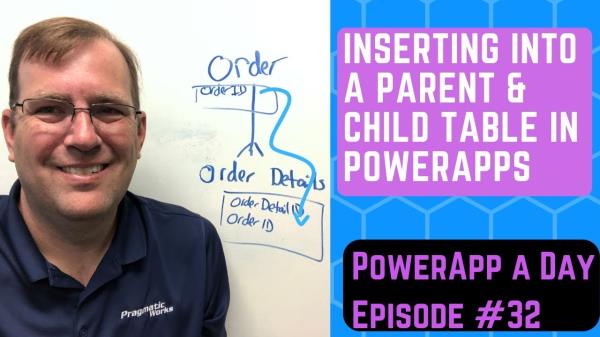 Order
Order ID
Order Details
Order Detail ID
Order ID
Pragmatic
Works
INSERTING INTO
A PARENT &
CHILD TABLE IN
POWERAPPS
POWERAPP A DAY
EPISODE #32